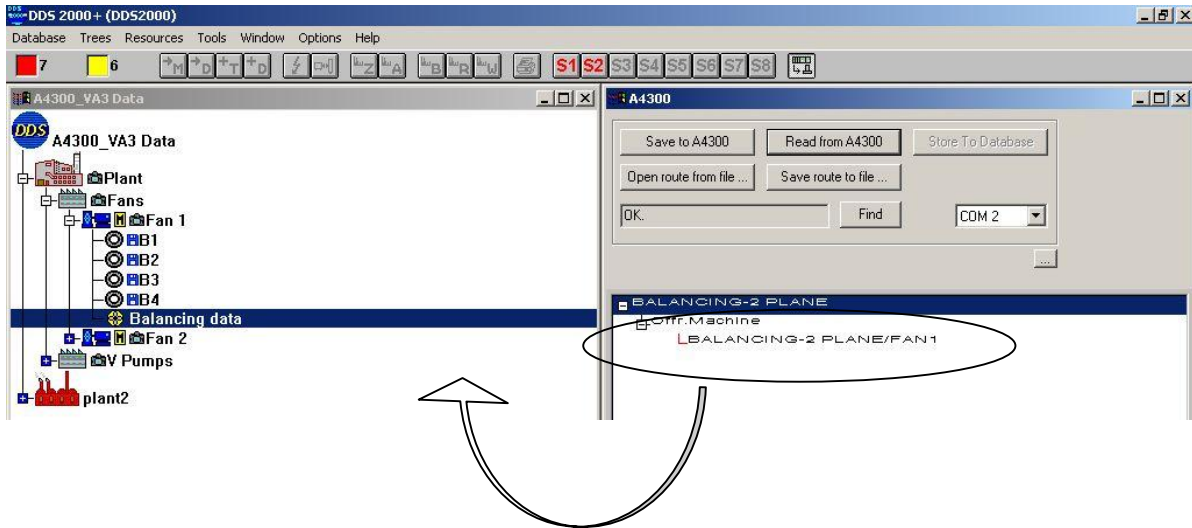 DDS 2000+ (DDS2000)
Database Trees Resources Tools Window Options Help
7 6 M D T D Z A B R W S1 S2 S3 S4 S5 S6 S7 S8
A4300_VA3 Data
DDS A4300_VA3 Data
Plant
Fans
M Fan 1
B1
B2
B3
B4
Balancing data
M Fan 2
V Pumps
plant2
A4300
Save to A4300 Read from A4300 Store To Database
Open route from file ... Save route to file ...
OK. Find COM 2
...
BALANCING-2 PLANE
Offr.Machine
BALANCING-2 PLANE/FAN1